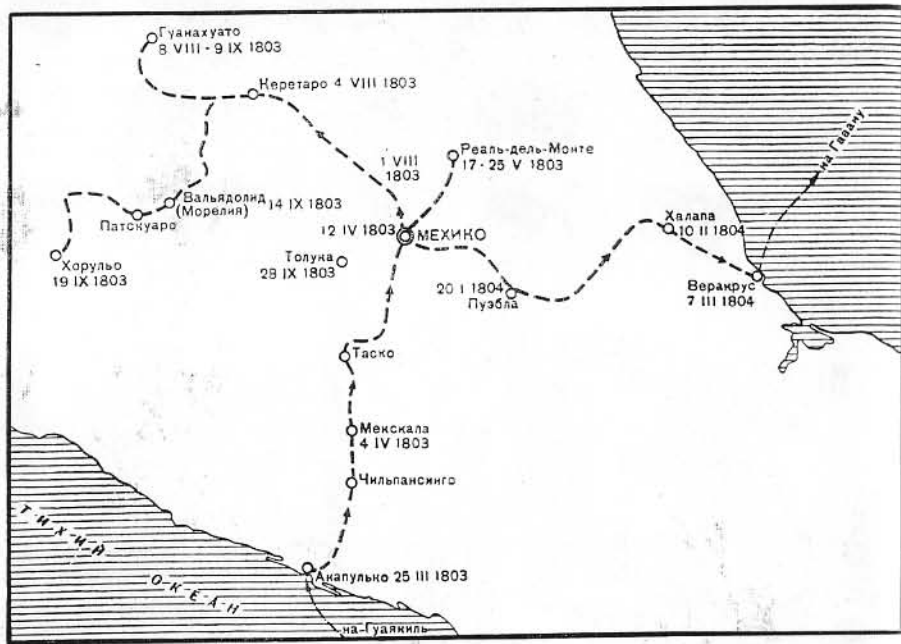 Гуанахуато
8 VIII - 9 IX 1803
Керетаро 4 VIII 1803
Реаль-дель-Монте
17 - 25 V 1803
1 VIII
1803
на Гавану
Вальядолид
(Морелия)
14 IX 1803
Патскуаро
Халапа
10 II 1804
12 IV 1803
МЕХИКО
Хорульо
19 IX 1803
Толука
28 IX 1803
20 I 1804
Пуэбла
Веракрус
7 III 1804
Таско
Мекскала
4 IV 1803
Чильпансинго
ТИХИЙ
ОКЕАН
Акапулько 25 III 1803
на Гуаякиль